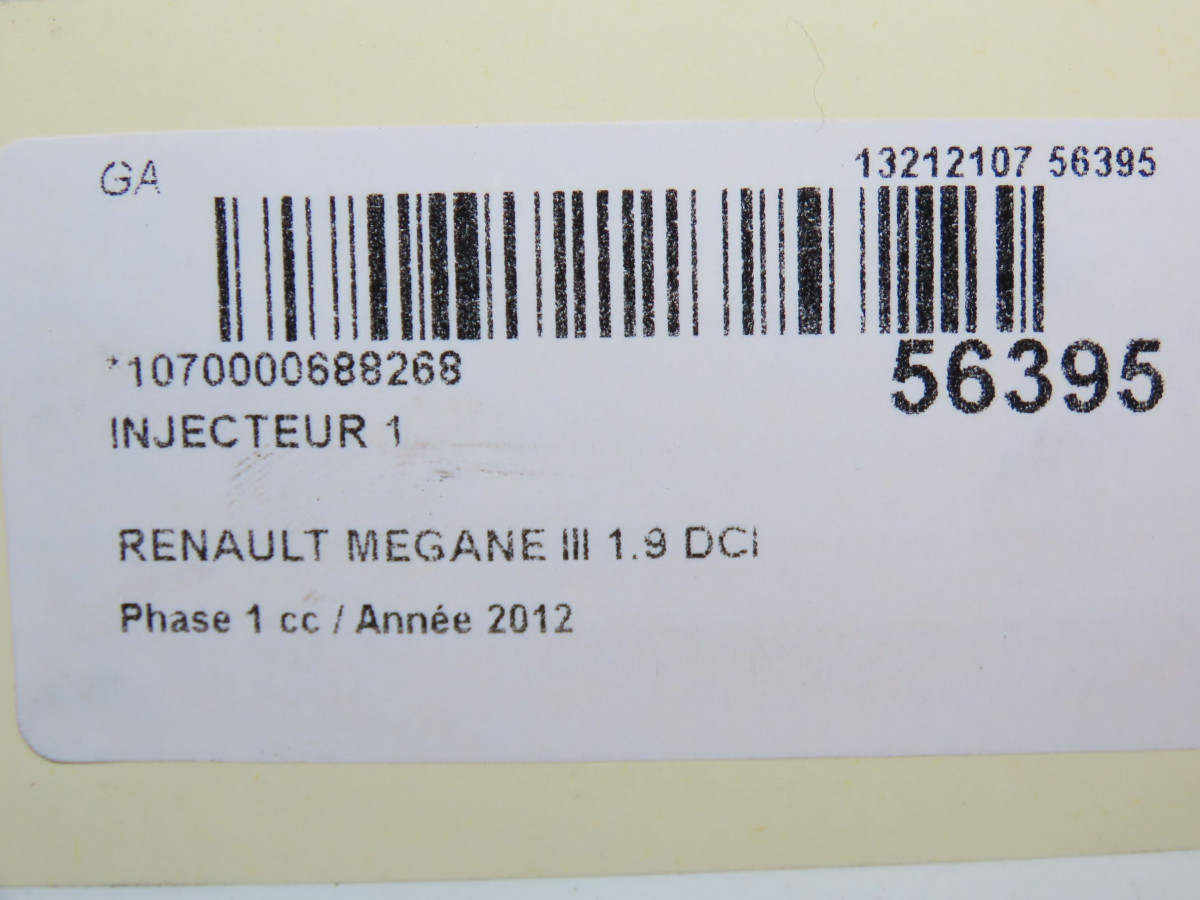 GA
13212107 56395
*1070000688268
56395
INJECTEUR 1
RENAULT MEGANE III 1.9 DCI
Phase 1 cc / Année 2012